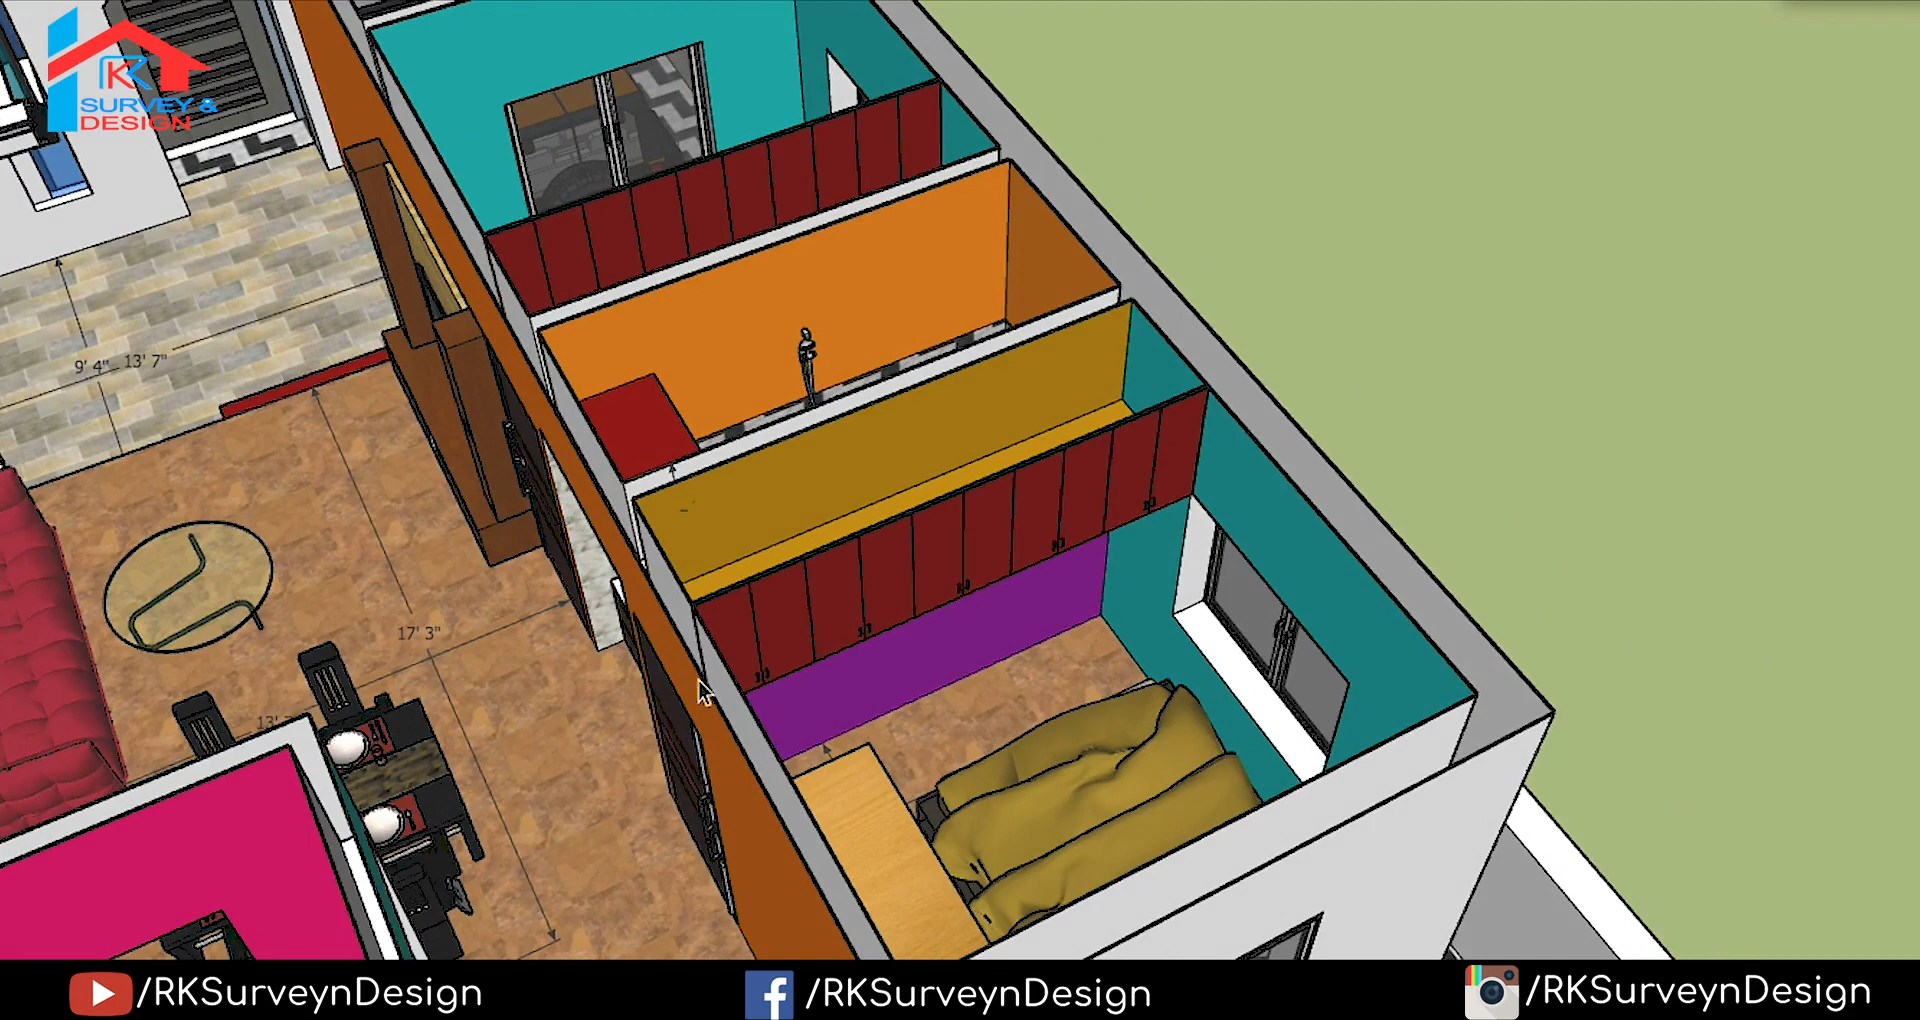 RK
SURVEY &
DESIGN
9' 4"
13' 7"
17' 3"
/RKSurveynDesign
/RKSurveynDesign
/RKSurveynDesign